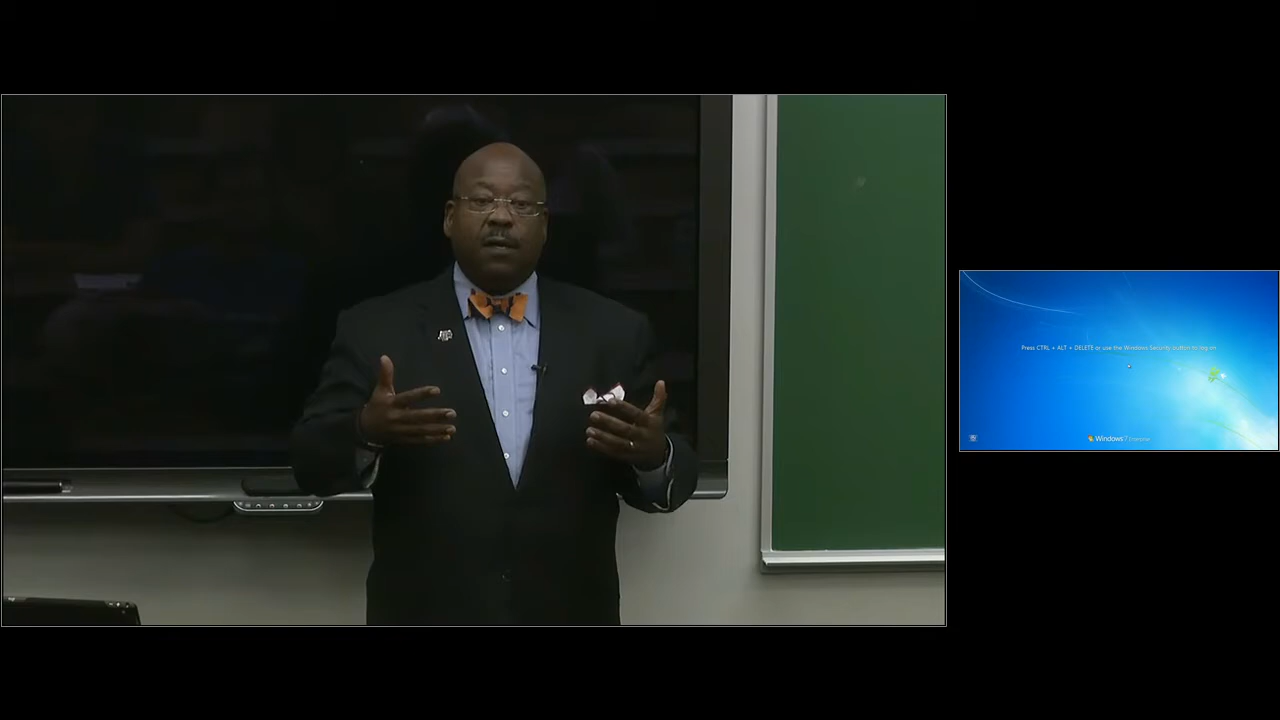 Press CTRL + ALT + DELETE or use the Windows Security button to log on.
Windows 7 Enterprise